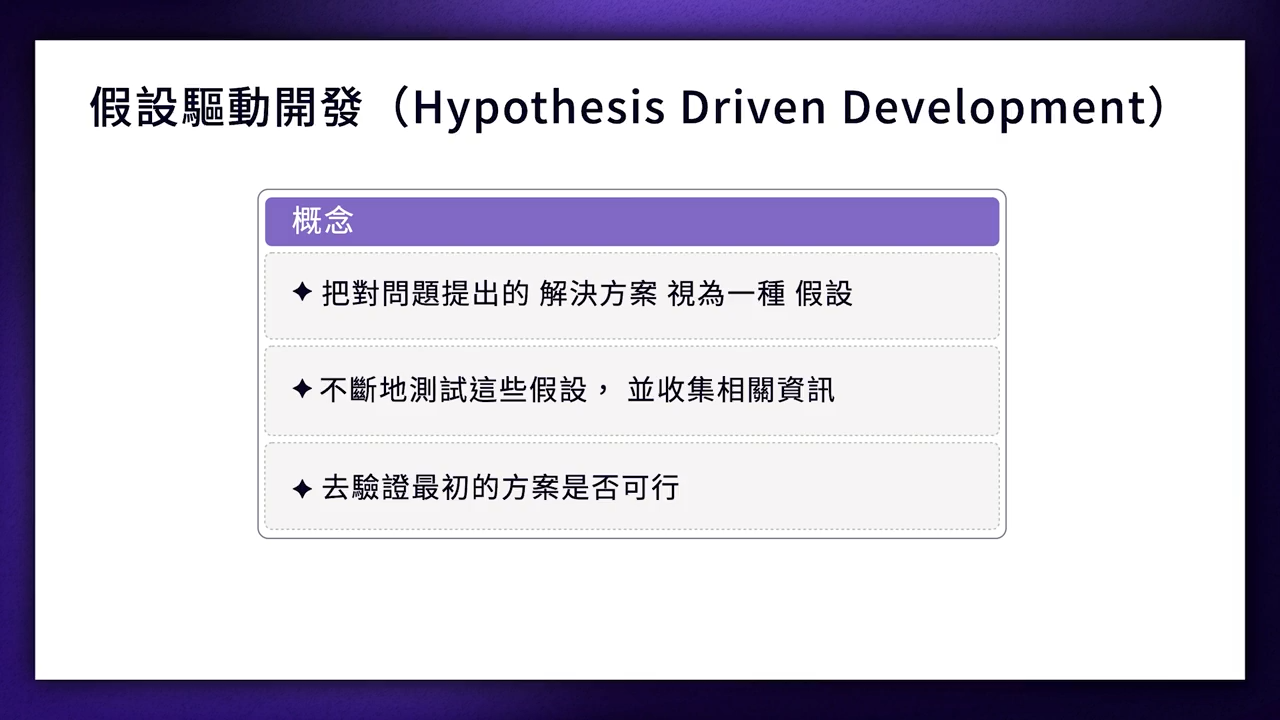 假設驅動開發（Hypothesis Driven Development）
概念
✦ 把對問題提出的 解決方案 視為一種 假設
✦ 不斷地測試這些假設， 並收集相關資訊
✦ 去驗證最初的方案是否可行